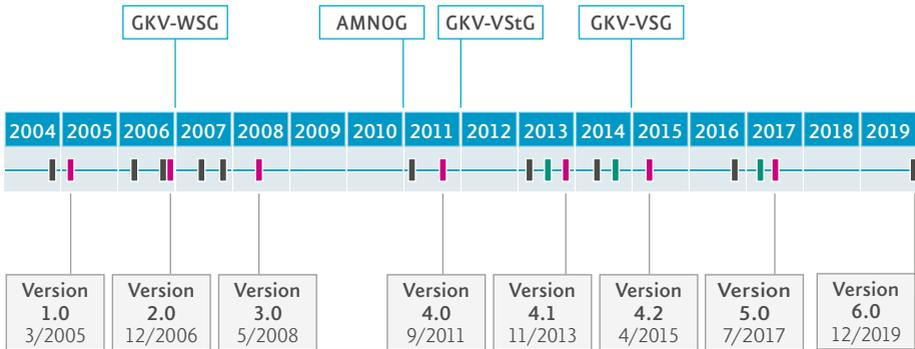 GKV-WSG AMNOG GKV-VStG GKV-VSG
2004 2005 2006 2007 2008 2009 2010 2011 2012 2013 2014 2015 2016 2017 2018 2019
Version Version Version Version Version Version Version Version
1.0 2.0 3.0 4.0 4.1 4.2 5.0 6.0
3/2005 12/2006 5/2008 9/2011 11/2013 4/2015 7/2017 12/2019